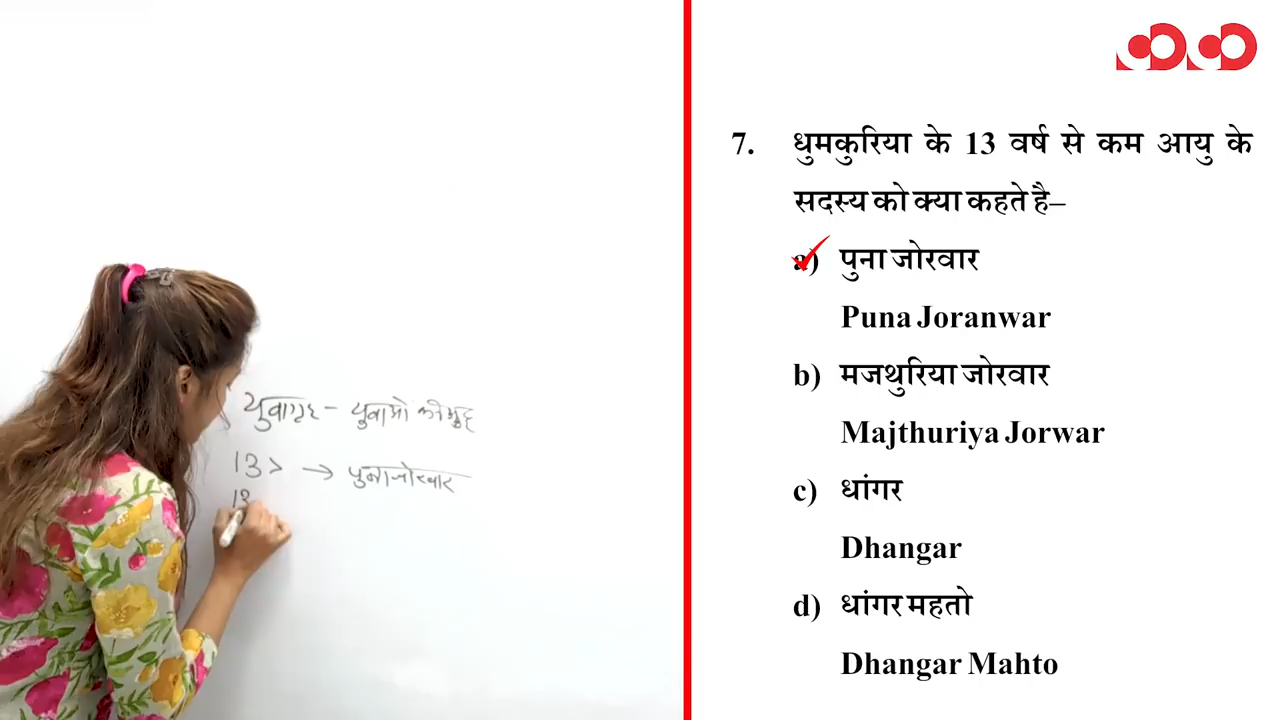 युवागृह – युवाओ की गृह
13 > → पुनाजोरवार
13
7. धुमकुरिया के 13 वर्ष से कम आयु के
सदस्य को क्या कहते है–
a) पुना जोरवार
Puna Joranwar
b) मजथुरिया जोरवार
Majthuriya Jorwar
c) धांगर
Dhangar
d) धांगर महतो
Dhangar Mahto